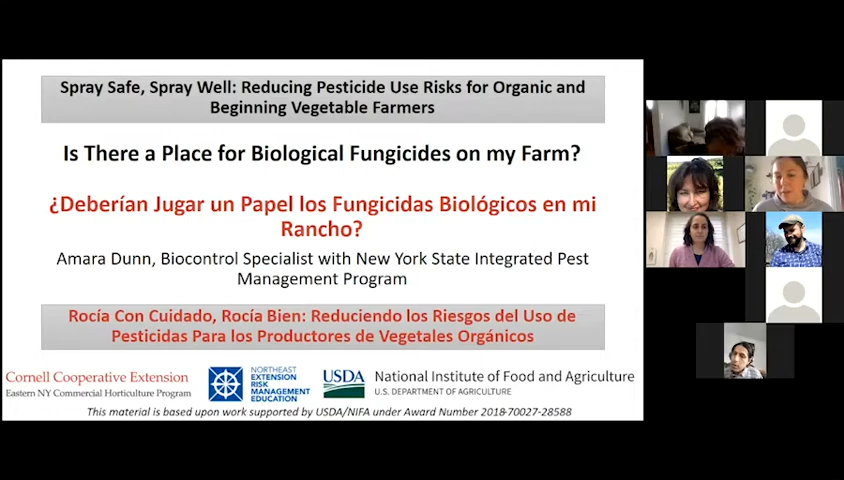 Spray Safe, Spray Well: Reducing Pesticide Use Risks for Organic and
Beginning Vegetable Farmers
Is There a Place for Biological Fungicides on my Farm?
¿Deberían Jugar un Papel los Fungicidas Biológicos en mi
Rancho?
Amara Dunn, Biocontrol Specialist with New York State Integrated Pest
Management Program
Rocía Con Cuidado, Rocía Bien: Reduciendo los Riesgos del Uso de
Pesticidas Para los Productores de Vegetales Orgánicos
Cornell Cooperative Extension
Eastern NY Commercial Horticulture Program
NORTHEAST
EXTENSION
RISK
MANAGEMENT
EDUCATION
USDA
National Institute of Food and Agriculture
U.S. DEPARTMENT OF AGRICULTURE
This material is based upon work supported by USDA/NIFA under Award Number 2018-70027-28588